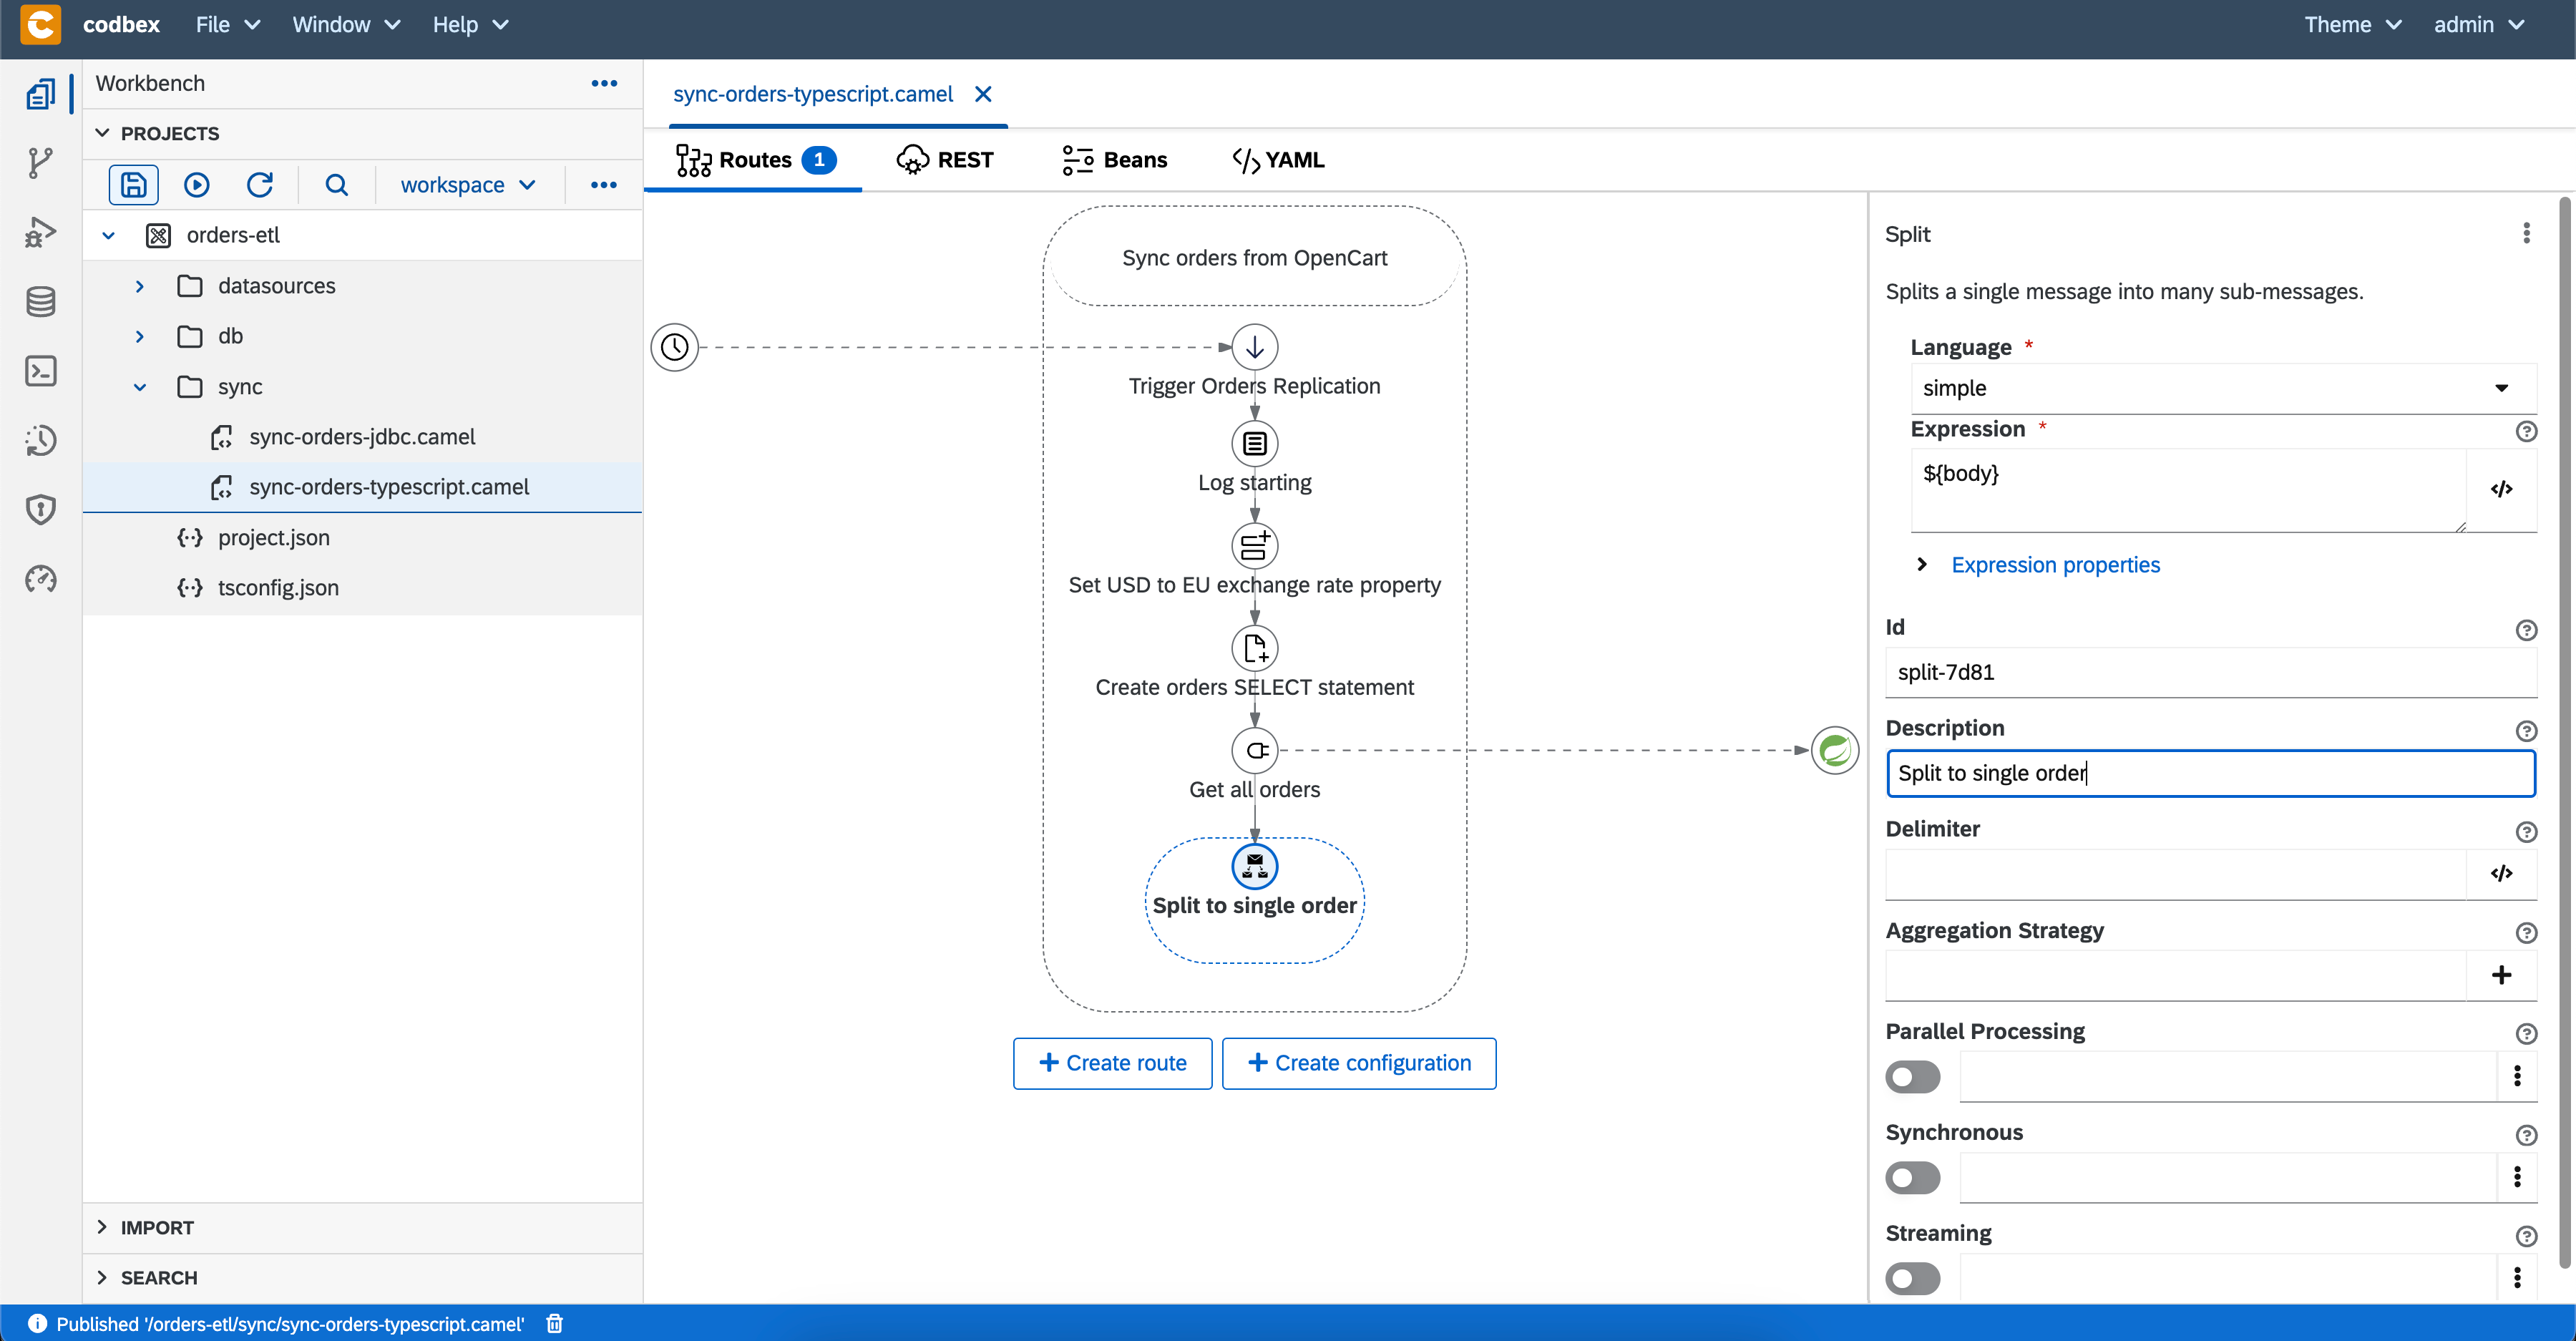 codbex File Window Help Theme admin
Workbench
PROJECTS
workspace
orders-etl
datasources
db
sync
sync-orders-jdbc.camel
sync-orders-typescript.camel
project.json
tsconfig.json
IMPORT
SEARCH
sync-orders-typescript.camel
Routes 1 REST Beans YAML
Sync orders from OpenCart
Trigger Orders Replication
Log starting
Set USD to EU exchange rate property
Create orders SELECT statement
Get all orders
Split to single order
Create route Create configuration
Split
Splits a single message into many sub-messages.
Language *
simple
Expression *
${body}
Expression properties
Id
split-7d81
Description
Split to single order
Delimiter
Aggregation Strategy
Parallel Processing
Synchronous
Streaming
Published '/orders-etl/sync/sync-orders-typescript.camel'